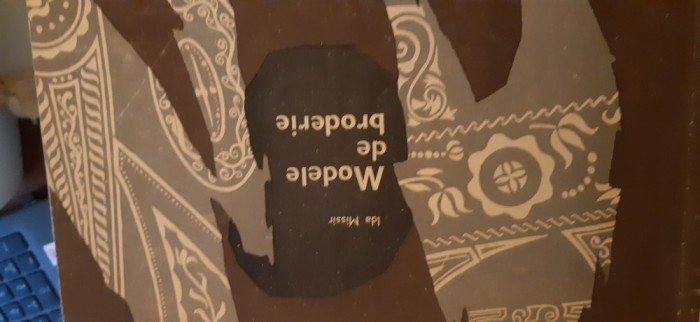 Ida Missir
Modele
de
broderie